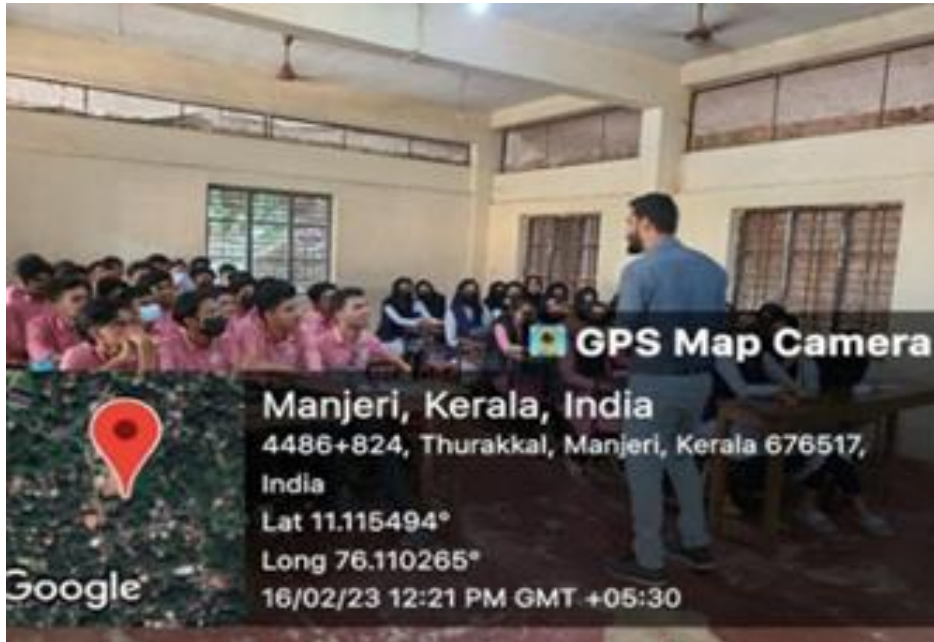 GPS Map Camera
Manjeri, Kerala, India
4486+824, Thurakkal, Manjeri, Kerala 676517,
India
Lat 11.115494°
Long 76.110265°
16/02/23 12:21 PM GMT +05:30
Google